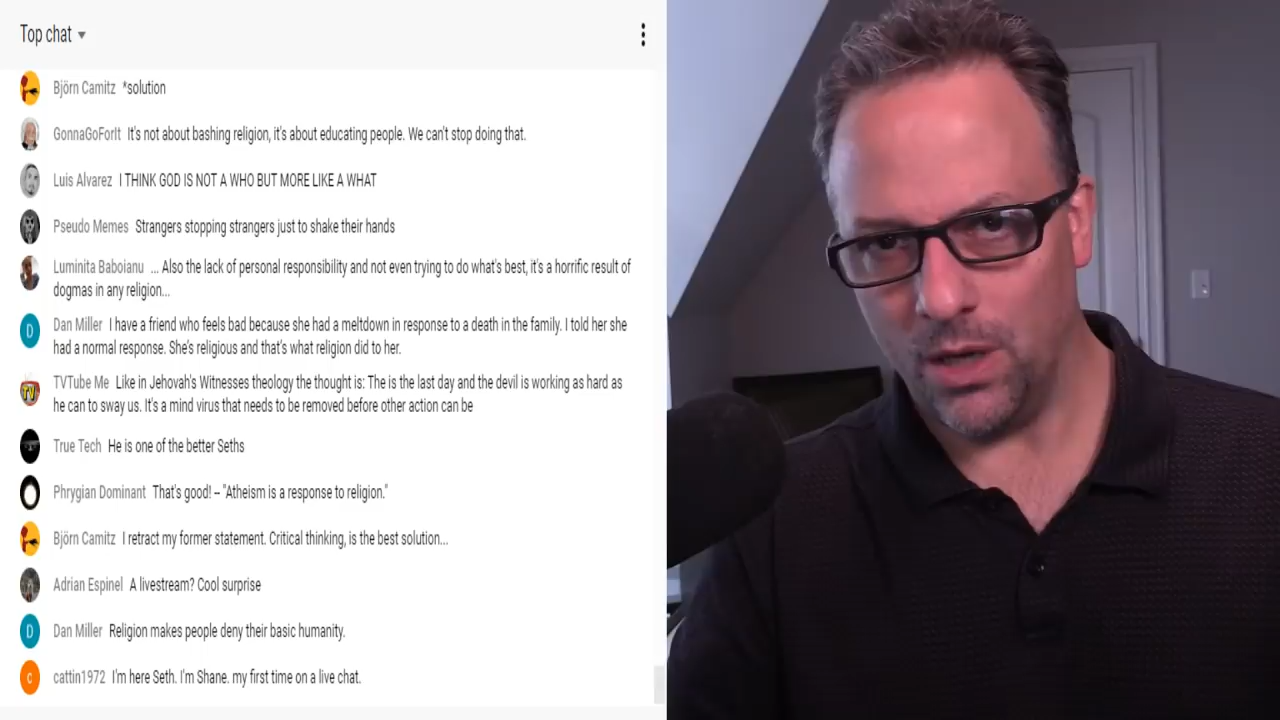 Top chat
Björn Camitz *solution
GonnaGoForIt It's not about bashing religion, it's about educating people. We can't stop doing that.
Luis Alvarez I THINK GOD IS NOT A WHO BUT MORE LIKE A WHAT
Pseudo Memes Strangers stopping strangers just to shake their hands
Luminita Baboianu ... Also the lack of personal responsibility and not even trying to do what's best, it's a horrific result of
dogmas in any religion...
D Dan Miller I have a friend who feels bad because she had a meltdown in response to a death in the family. I told her she
had a normal response. She's religious and that's what religion did to her.
TV TVTube Me Like in Jehovah's Witnesses theology the thought is: The is the last day and the devil is working as hard as
he can to sway us. It's a mind virus that needs to be removed before other action can be
True Tech He is one of the better Seths
Phrygian Dominant That's good! -- "Atheism is a response to religion."
Björn Camitz I retract my former statement. Critical thinking, is the best solution...
Adrian Espinel A livestream? Cool surprise
D Dan Miller Religion makes people deny their basic humanity.
c cattin1972 I'm here Seth. I'm Shane. my first time on a live chat.